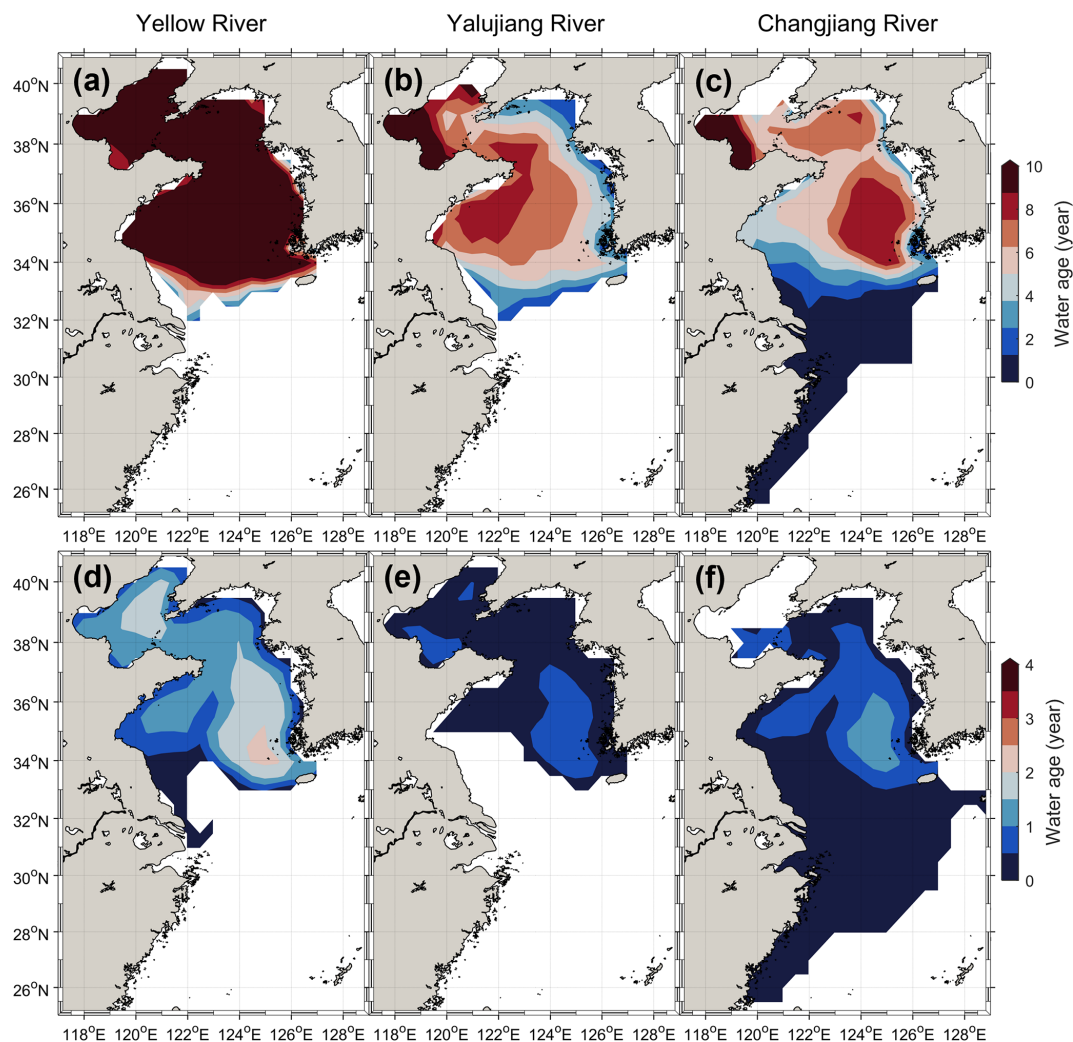 Yellow River Yalujiang River Changjiang River
(a) (b) (c)
40°N
38°N
36°N
34°N
32°N
30°N
28°N
26°N
118°E 120°E 122°E 124°E 126°E 128°E 118°E 120°E 122°E 124°E 126°E 128°E 118°E 120°E 122°E 124°E 126°E 128°E
10
8
6
4
2
0
Water age (year)
(d) (e) (f)
40°N
38°N
36°N
34°N
32°N
30°N
28°N
26°N
118°E 120°E 122°E 124°E 126°E 128°E 118°E 120°E 122°E 124°E 126°E 128°E 118°E 120°E 122°E 124°E 126°E 128°E
4
3
2
1
0
Water age (year)